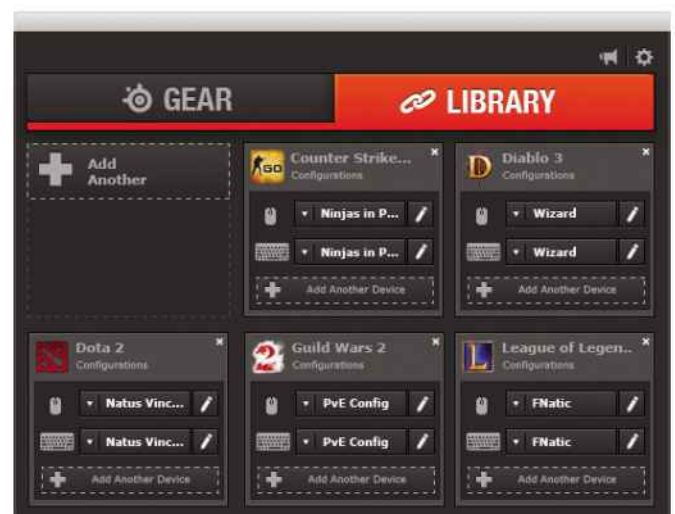 GEAR
LIBRARY
Add
Another
GO
Counter Strike...
Configurations
Ninjas in P...
Ninjas in P...
Add Another Device
D
Diablo 3
Configurations
Wizard
Wizard
Add Another Device
Dota 2
Configurations
Natus Vinc...
Natus Vinc...
Add Another Device
2
Guild Wars 2
Configurations
PvE Config
PvE Config
Add Another Device
L
League of Legen..
Configurations
FNatic
FNatic
Add Another Device